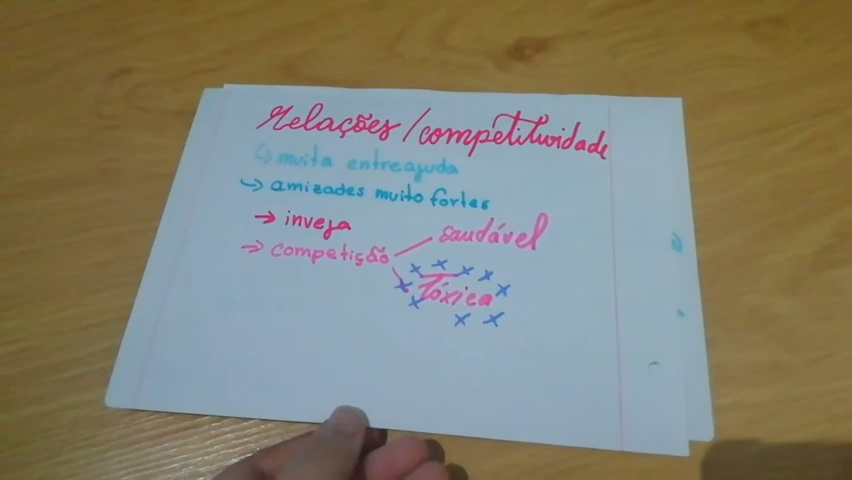 relações/competitividade
↳ muita entreajuda
↳ amizades muito fortes
→ inveja
→ competição
saudável
tóxica